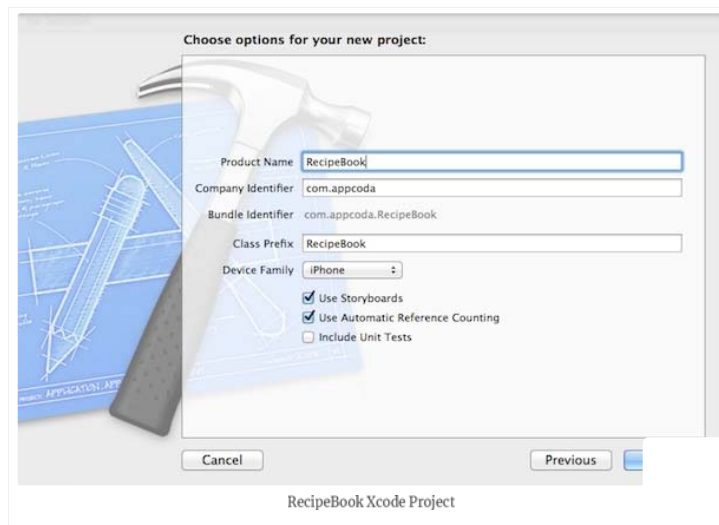 Choose options for your new project:
Product Name RecipeBook
Company Identifier com.appcoda
Bundle Identifier com.appcoda.RecipeBook
Class Prefix RecipeBook
Device Family iPhone
Use Storyboards
Use Automatic Reference Counting
Include Unit Tests
Cancel Previous
RecipeBook Xcode Project